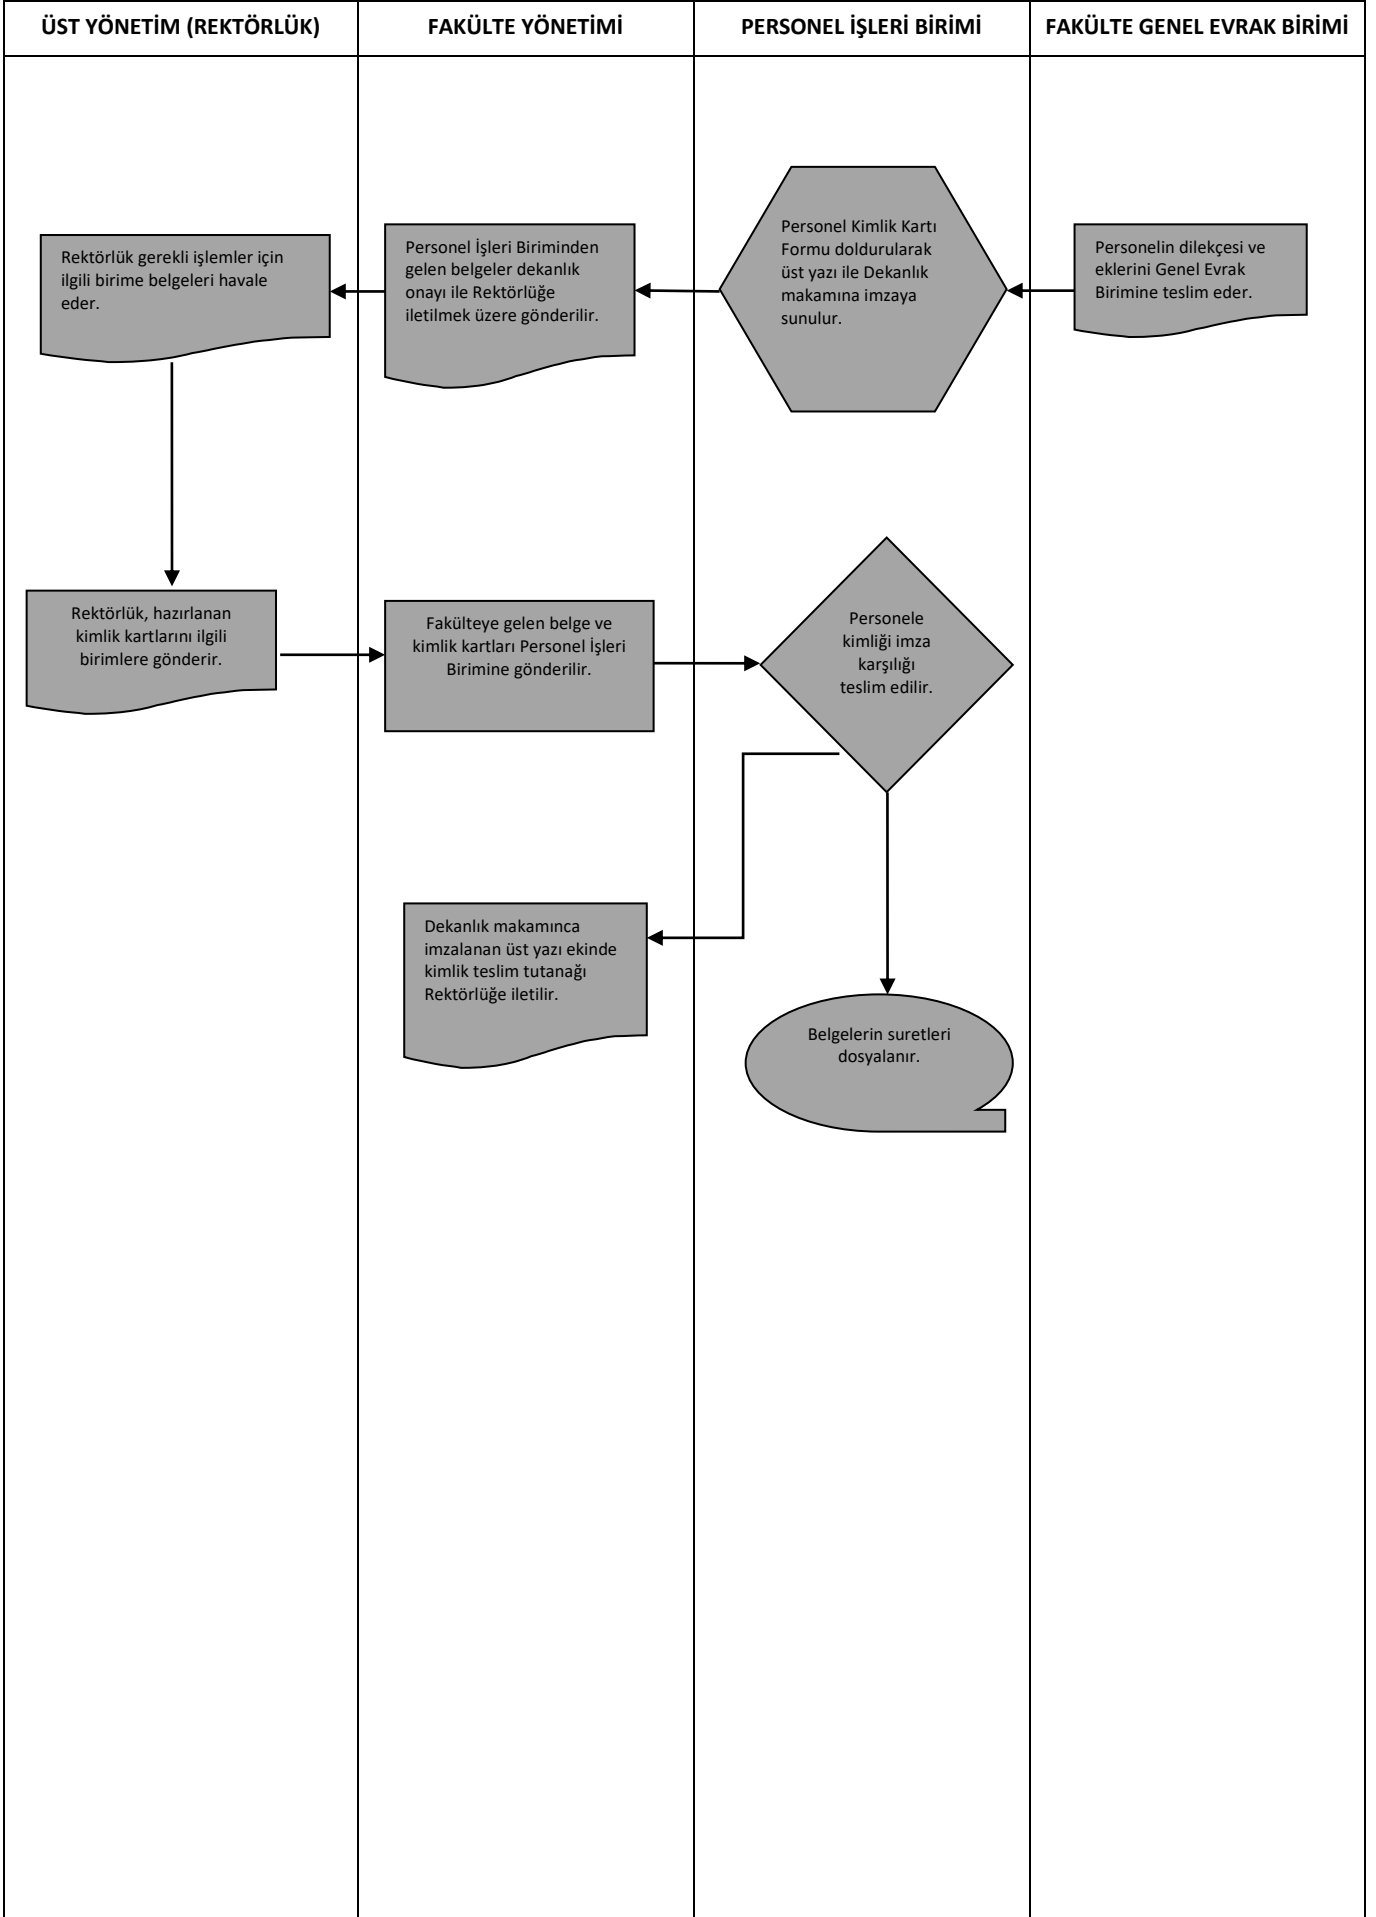 ÜST YÖNETİM (REKTÖRLÜK)
FAKÜLTE YÖNETİMİ
PERSONEL İŞLERİ BİRİMİ
FAKÜLTE GENEL EVRAK BİRİMİ
Rektörlük gerekli işlemler için
ilgili birime belgeleri havale
eder.
Personel İşleri Biriminden
gelen belgeler dekanlık
onayı ile Rektörlüğe
iletilmek üzere gönderilir.
Personel Kimlik Kartı
Formu doldurularak
üst yazı ile Dekanlık
makamına imzaya
sunulur.
Personelin dilekçesi ve
eklerini Genel Evrak
Birimine teslim eder.
Rektörlük, hazırlanan
kimlik kartlarını ilgili
birimlere gönderir.
Fakülteye gelen belge ve
kimlik kartları Personel İşleri
Birimine gönderilir.
Personele
kimliği imza
karşılığı
teslim edilir.
Dekanlık makamınca
imzalanan üst yazı ekinde
kimlik teslim tutanağı
Rektörlüğe iletilir.
Belgelerin suretleri
dosyalanır.